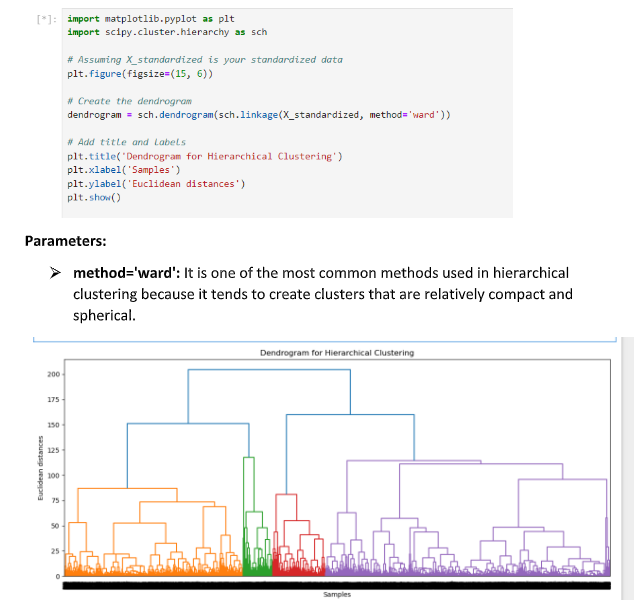 [*]: import matplotlib.pyplot as plt
import scipy.cluster.hierarchy as sch
# Assuming X_standardized is your standardized data
plt.figure(figsize=(15, 6))
# Create the dendrogram
dendrogram = sch.dendrogram(sch.linkage(X_standardized, method='ward'))
# Add title and labels
plt.title('Dendrogram for Hierarchical Clustering')
plt.xlabel('Samples')
plt.ylabel('Euclidean distances')
plt.show()
Parameters:
➢ method='ward': It is one of the most common methods used in hierarchical
clustering because it tends to create clusters that are relatively compact and
spherical.
Dendrogram for Hierarchical Clustering
200
175
150
125
100
75
50
25
0
Euclidean distances
Samples